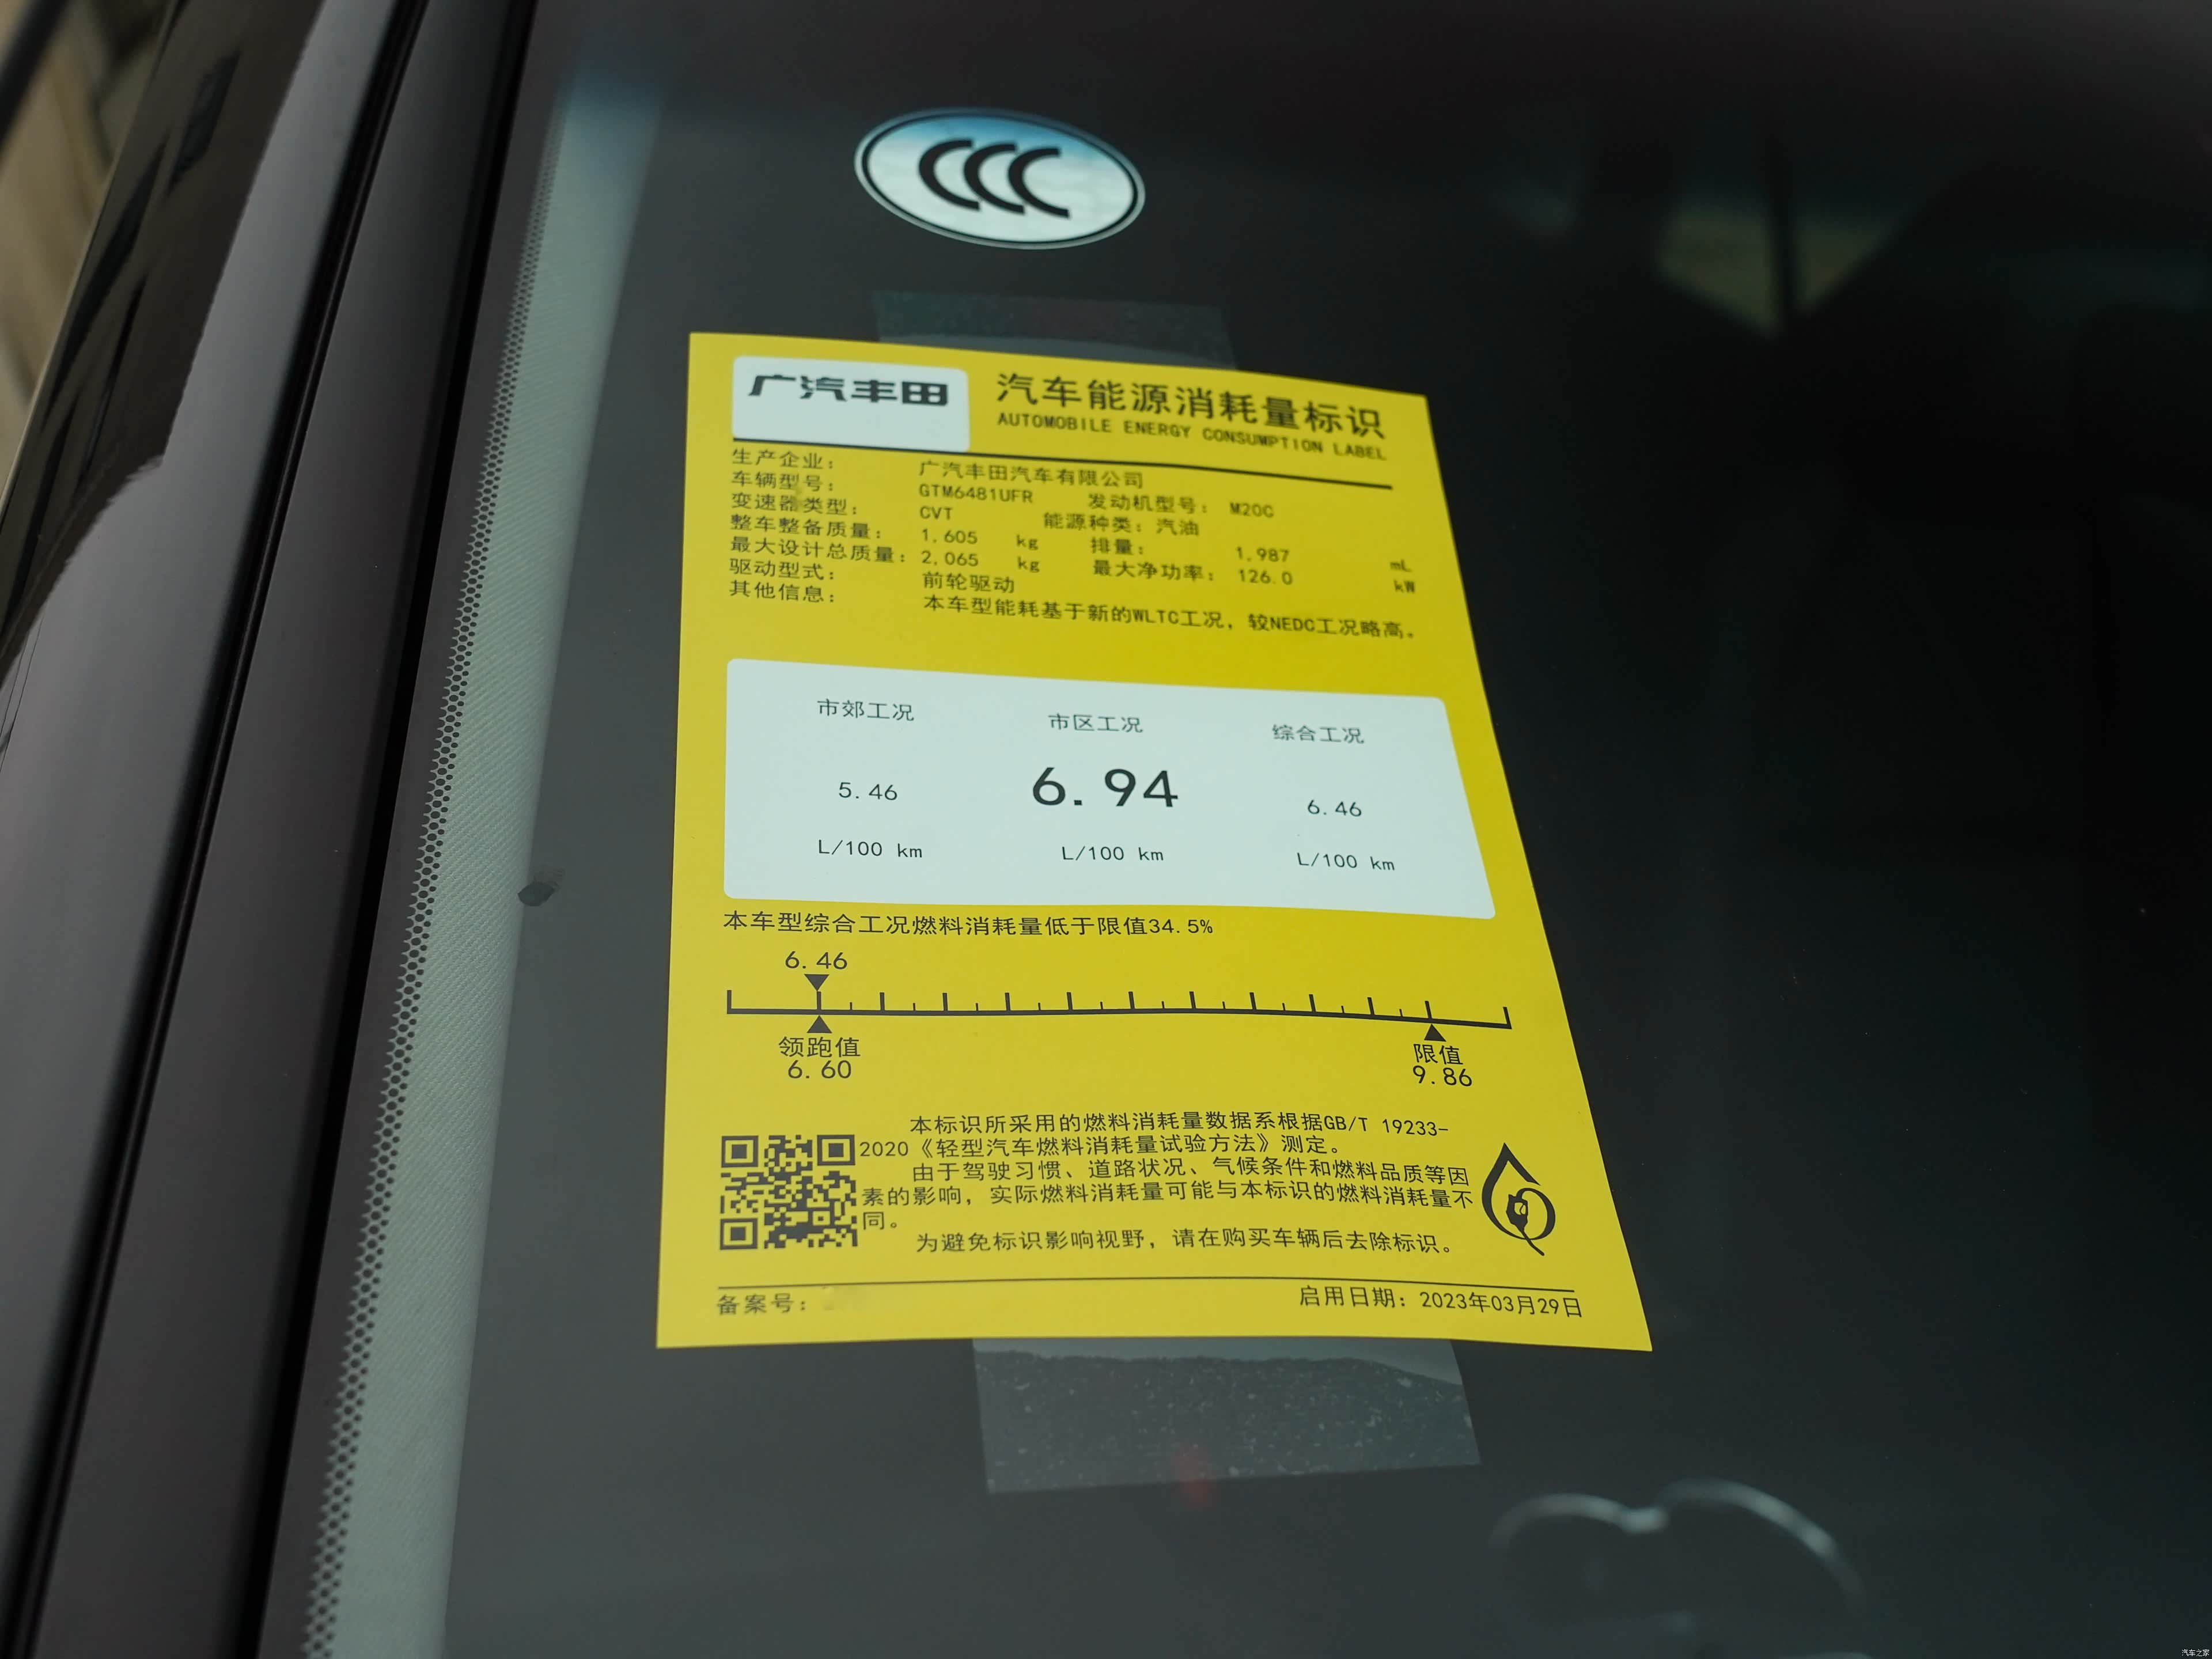 CCC
广汽丰田
汽车能源消耗量标识
AUTOMOBILE ENERGY CONSUMPTION LABEL
生产企业： 广汽丰田汽车有限公司
车辆型号： GTM6481UFR 发动机型号： M20C
变速器类型： CVT 能源种类：汽油
整车整备质量： 1,605 kg 排量： 1,987 mL
最大设计总质量： 2,065 kg 最大净功率： 126.0 kW
驱动型式： 前轮驱动
其他信息： 本车型能耗基于新的WLTC工况，较NEDC工况略高。
市郊工况 市区工况 综合工况
5.46 6.94 6.46
L/100 km L/100 km L/100 km
本车型综合工况燃料消耗量低于限值34.5%
6.46
领跑值 限值
6.60 9.86
本标识所采用的燃料消耗量数据系根据GB/T 19233-
2020《轻型汽车燃料消耗量试验方法》测定。
由于驾驶习惯、道路状况、气候条件和燃料品质等因
素的影响，实际燃料消耗量可能与本标识的燃料消耗量不
同。
为避免标识影响视野，请在购买车辆后去除标识。
备案号： 启用日期：2023年03月29日
汽车之家